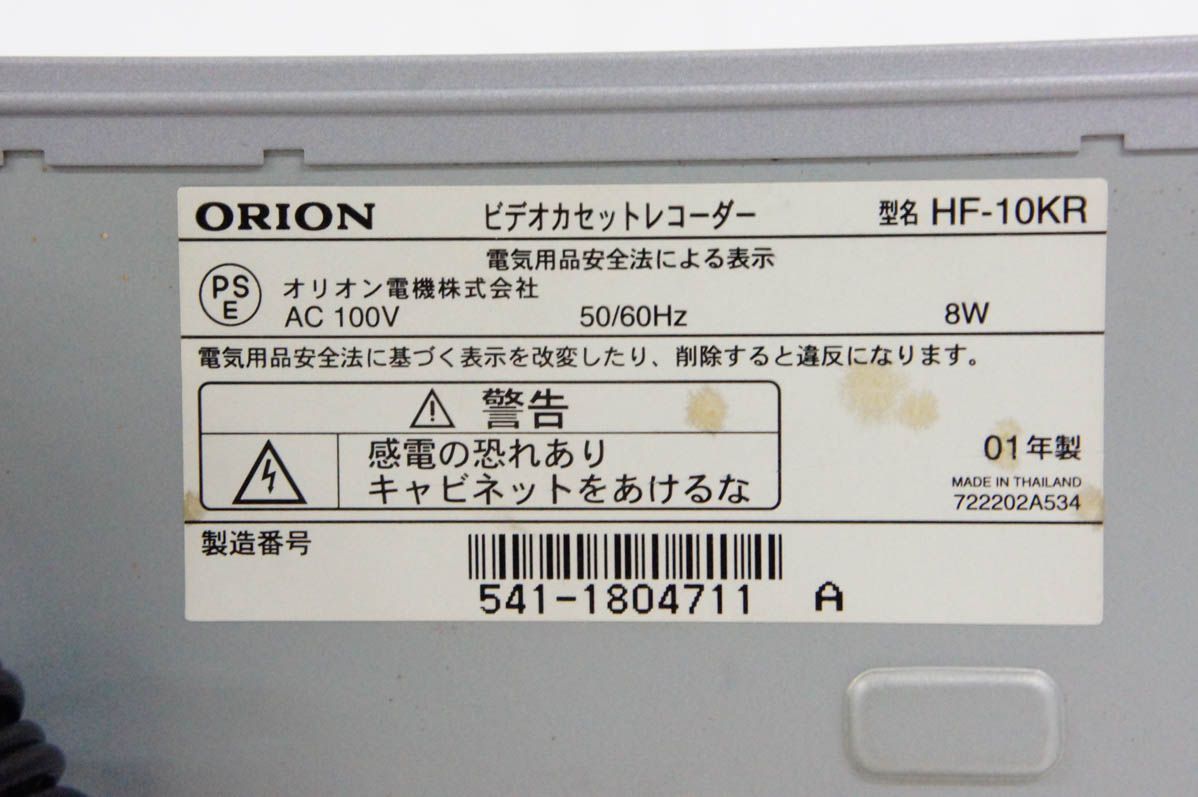 ORION ビデオカセットレコーダー 型名 HF-10KR
電気用品安全法による表示
PS
E
オリオン電機株式会社
AC 100V 50/60Hz 8W
電気用品安全法に基づく表示を改変したり、削除すると違反になります。
警告
感電の恐れあり
キャビネットをあけるな
01年製
MADE IN THAILAND
722202A534
製造番号
541-1804711 A